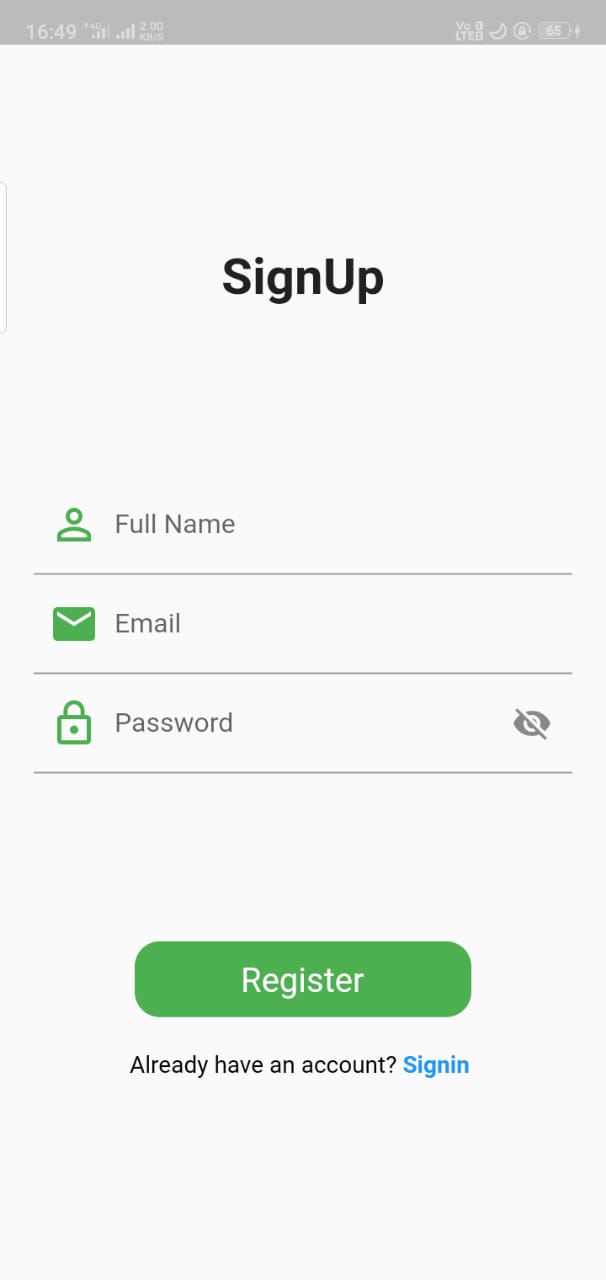 16:49 4G 2.00 KB/S Vo LTE 65
SignUp
Full Name
Email
Password
Register
Already have an account? Signin